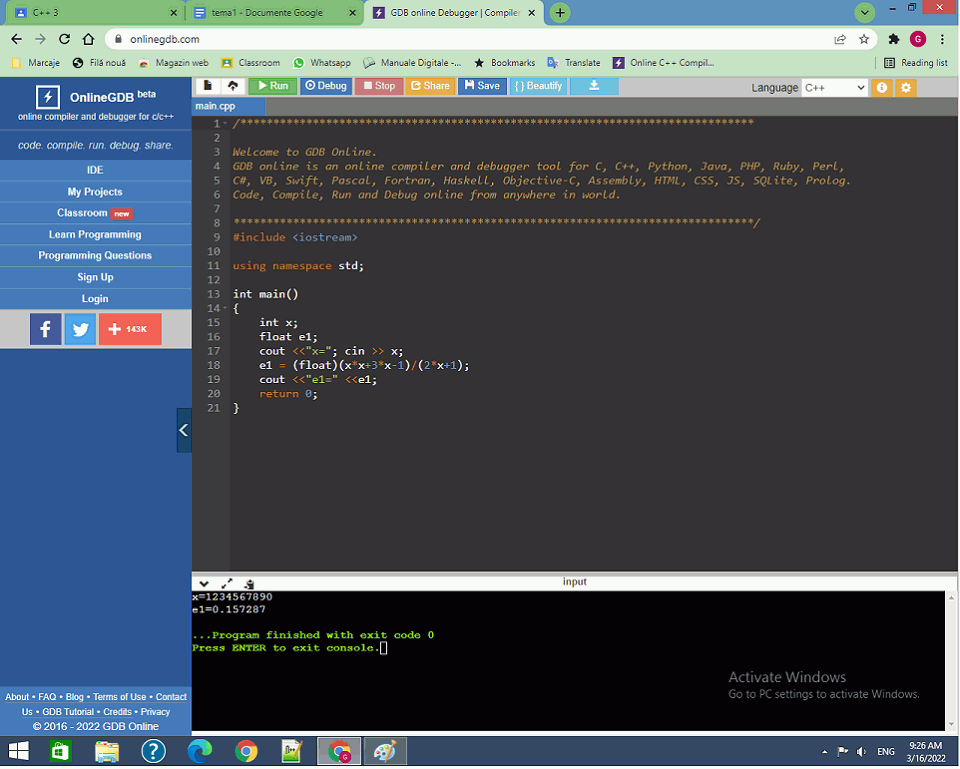 C++ 3
tema1 - Documente Google
GDB online Debugger | Compiler
onlinegdb.com
G
Marcaje
Filă nouă
Magazin web
Classroom
Whatsapp
Manuale Digitale -...
Bookmarks
Translate
Online C++ Compil...
Reading list
OnlineGDB beta
online compiler and debugger for c/c++
code. compile. run. debug. share.
IDE
My Projects
Classroom new
Learn Programming
Programming Questions
Sign Up
Login
143K
About • FAQ • Blog • Terms of Use • Contact
Us • GDB Tutorial • Credits • Privacy
© 2016 - 2022 GDB Online
Run Debug Stop Share Save { } Beautify
Language C++
main.cpp
1 /******************************************************************************
2
3 Welcome to GDB Online.
4 GDB online is an online compiler and debugger tool for C, C++, Python, Java, PHP, Ruby, Perl,
5 C#, VB, Swift, Pascal, Fortran, Haskell, Objective-C, Assembly, HTML, CSS, JS, SQLite, Prolog.
6 Code, Compile, Run and Debug online from anywhere in world.
7
8 *******************************************************************************/
9 #include <iostream>
10
11 using namespace std;
12
13 int main()
14 {
15     int x;
16     float e1;
17     cout <<"x="; cin >> x;
18     e1 = (float)(x*x+3*x-1)/(2*x+1);
19     cout <<"e1=" <<e1;
20     return 0;
21 }
input
x=1234567890
e1=0.157287
...Program finished with exit code 0
Press ENTER to exit console.
Activate Windows
Go to PC settings to activate Windows.
ENG
9:26 AM
3/16/2022